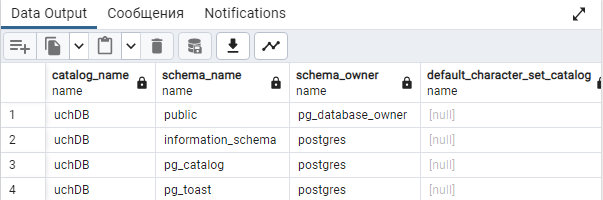 Data Output Сообщения Notifications
catalog_name schema_name schema_owner default_character_set_catalog
name name name name
1 uchDB public pg_database_owner [null]
2 uchDB information_schema postgres [null]
3 uchDB pg_catalog postgres [null]
4 uchDB pg_toast postgres [null]